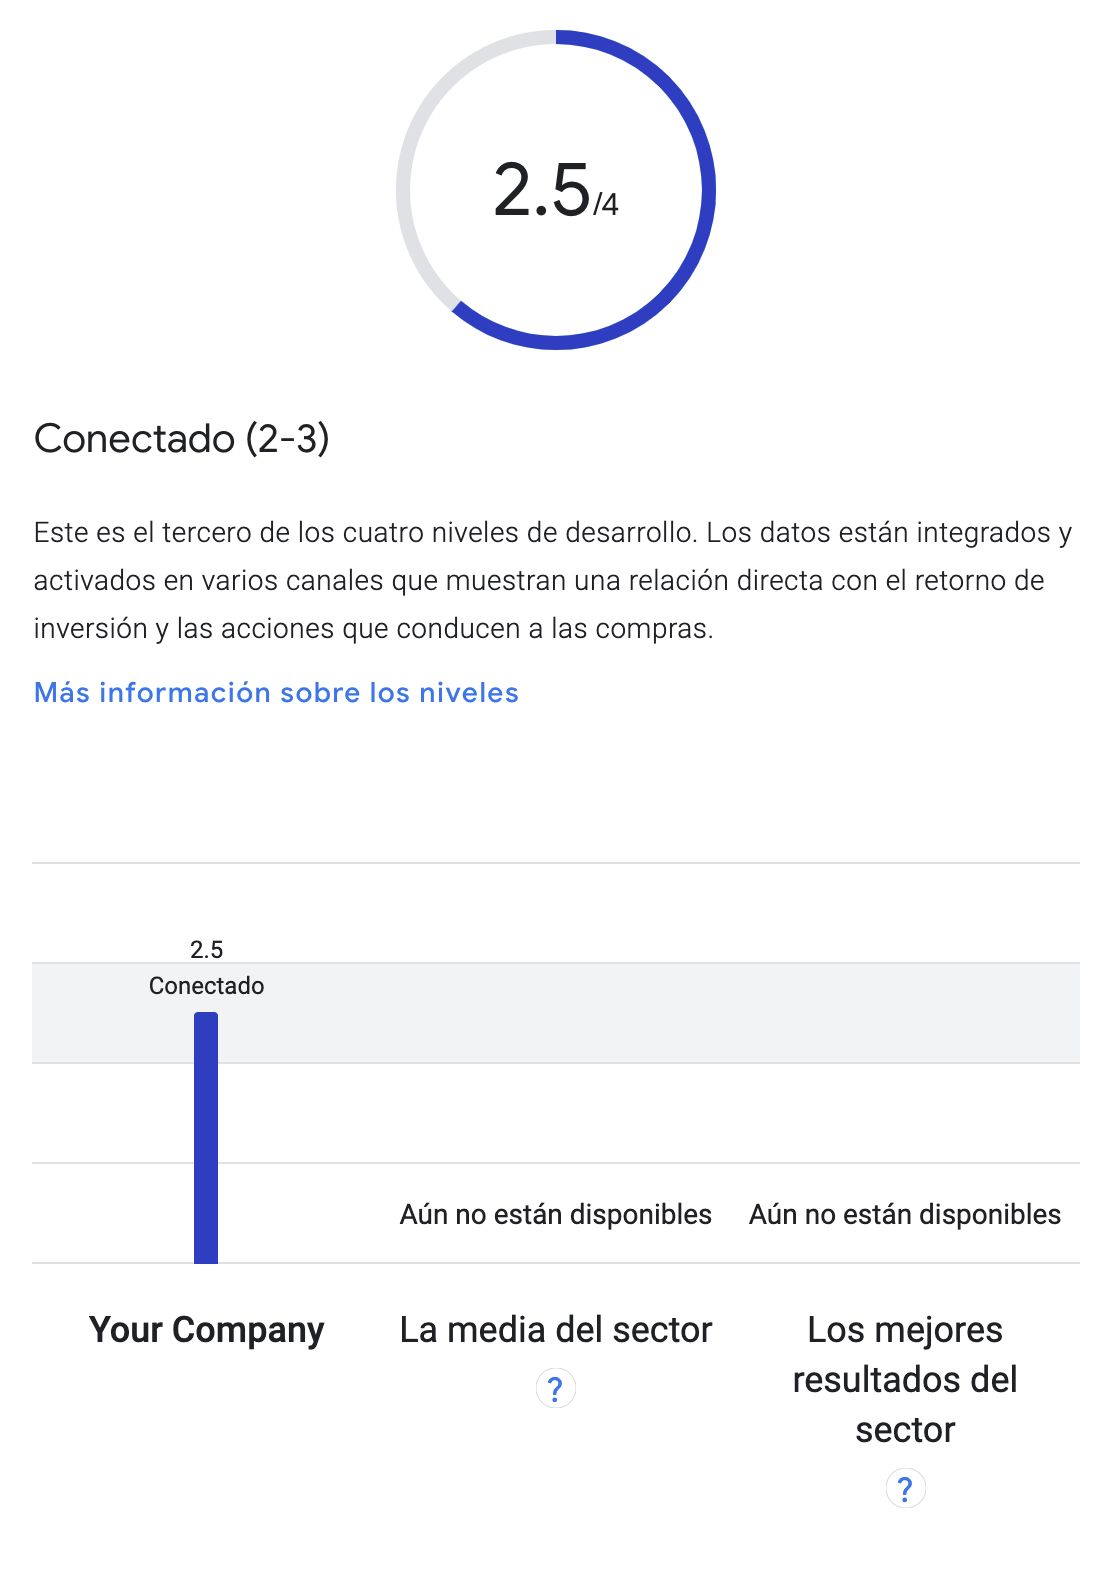 2.5/4
Conectado (2-3)
Este es el tercero de los cuatro niveles de desarrollo. Los datos están integrados y
activados en varios canales que muestran una relación directa con el retorno de
inversión y las acciones que conducen a las compras.
Más información sobre los niveles
2.5
Conectado
Aún no están disponibles
Aún no están disponibles
Your Company
La media del sector
?
Los mejores
resultados del
sector
?